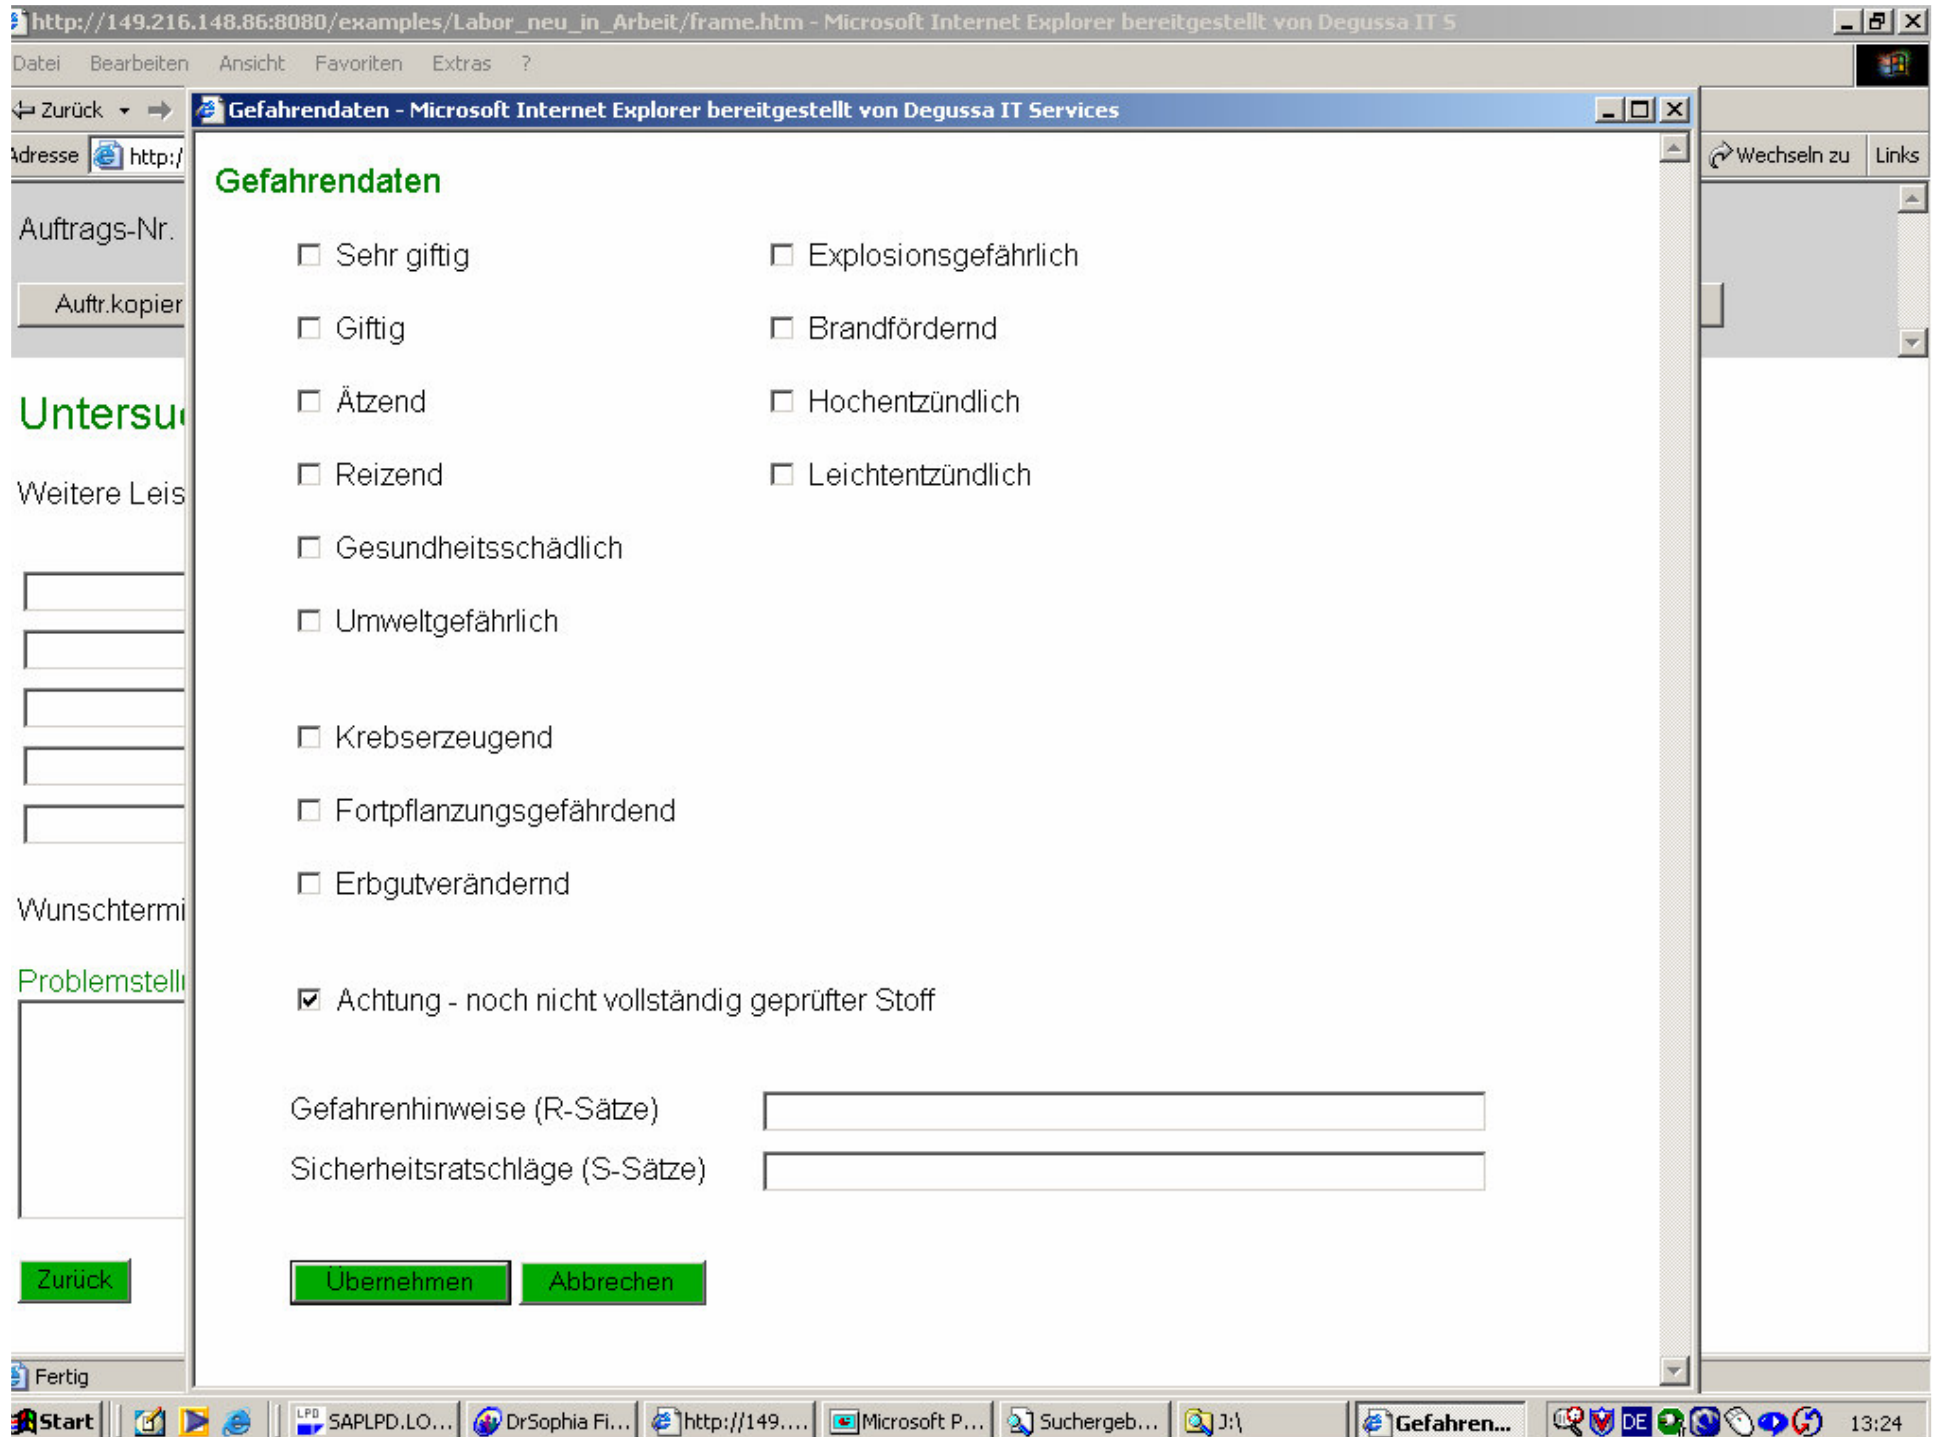 http://149.216.148.86:8080/examples/Labor_neu_in_Arbeit/frame.htm - Microsoft Internet Explorer bereitgestellt von Degussa IT S
Datei Bearbeiten Ansicht Favoriten Extras ?
Zurück
Gefahrendaten - Microsoft Internet Explorer bereitgestellt von Degussa IT Services
Adresse http:/
Wechseln zu Links
Gefahrendaten
Auftrags-Nr.
Sehr giftig Explosionsgefährlich
Auftr.kopier
Giftig Brandfördernd
Ätzend Hochentzündlich
Untersu
Reizend Leichtentzündlich
Weitere Leis
Gesundheitsschädlich
Umweltgefährlich
Krebserzeugend
Fortpflanzungsgefährdend
Erbgutverändernd
Wunschtermi
Problemstell
Achtung - noch nicht vollständig geprüfter Stoff
Gefahrenhinweise (R-Sätze)
Sicherheitsratschläge (S-Sätze)
Zurück
Übernehmen Abbrechen
Fertig
Start SAPLPD.LO... DrSophia Fi... http://149.... Microsoft P... Suchergeb... J:\ Gefahren... DE 13:24